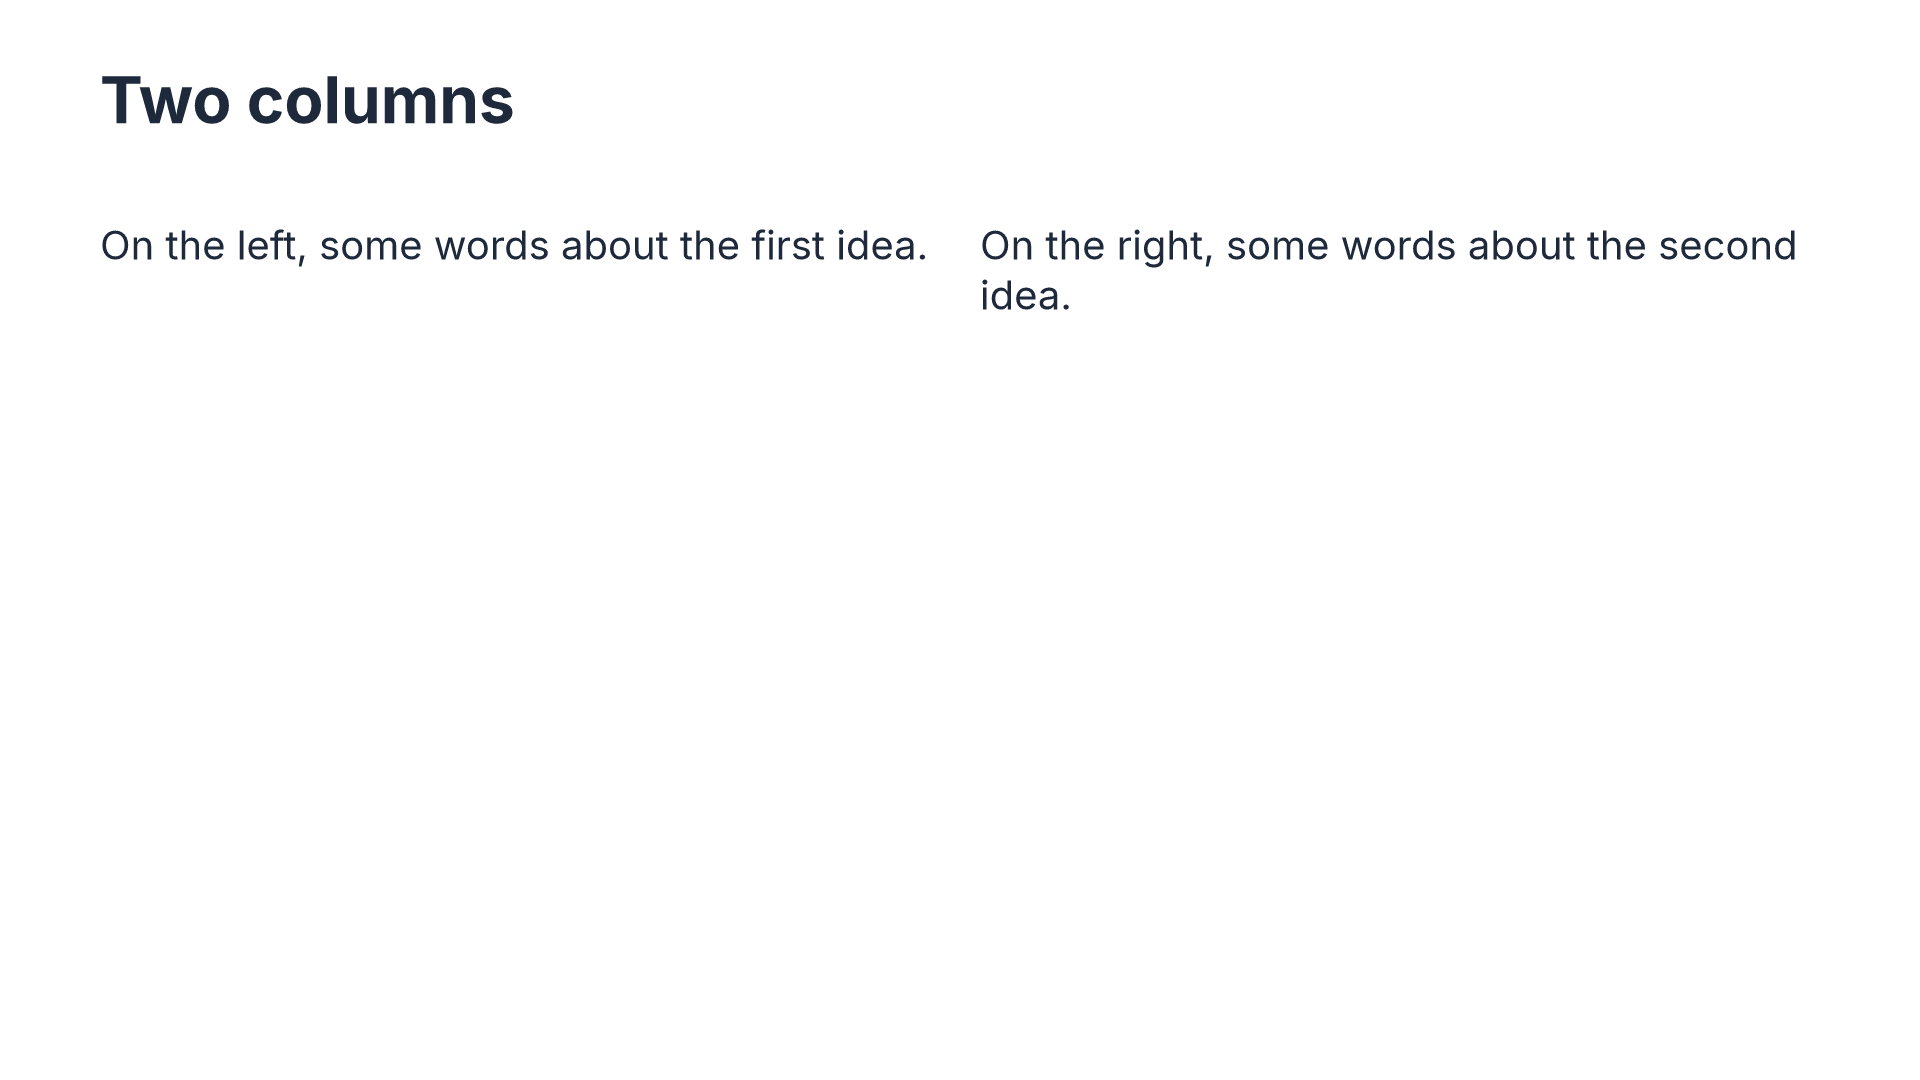 Two columns
On the left, some words about the first idea.
On the right, some words about the second
idea.